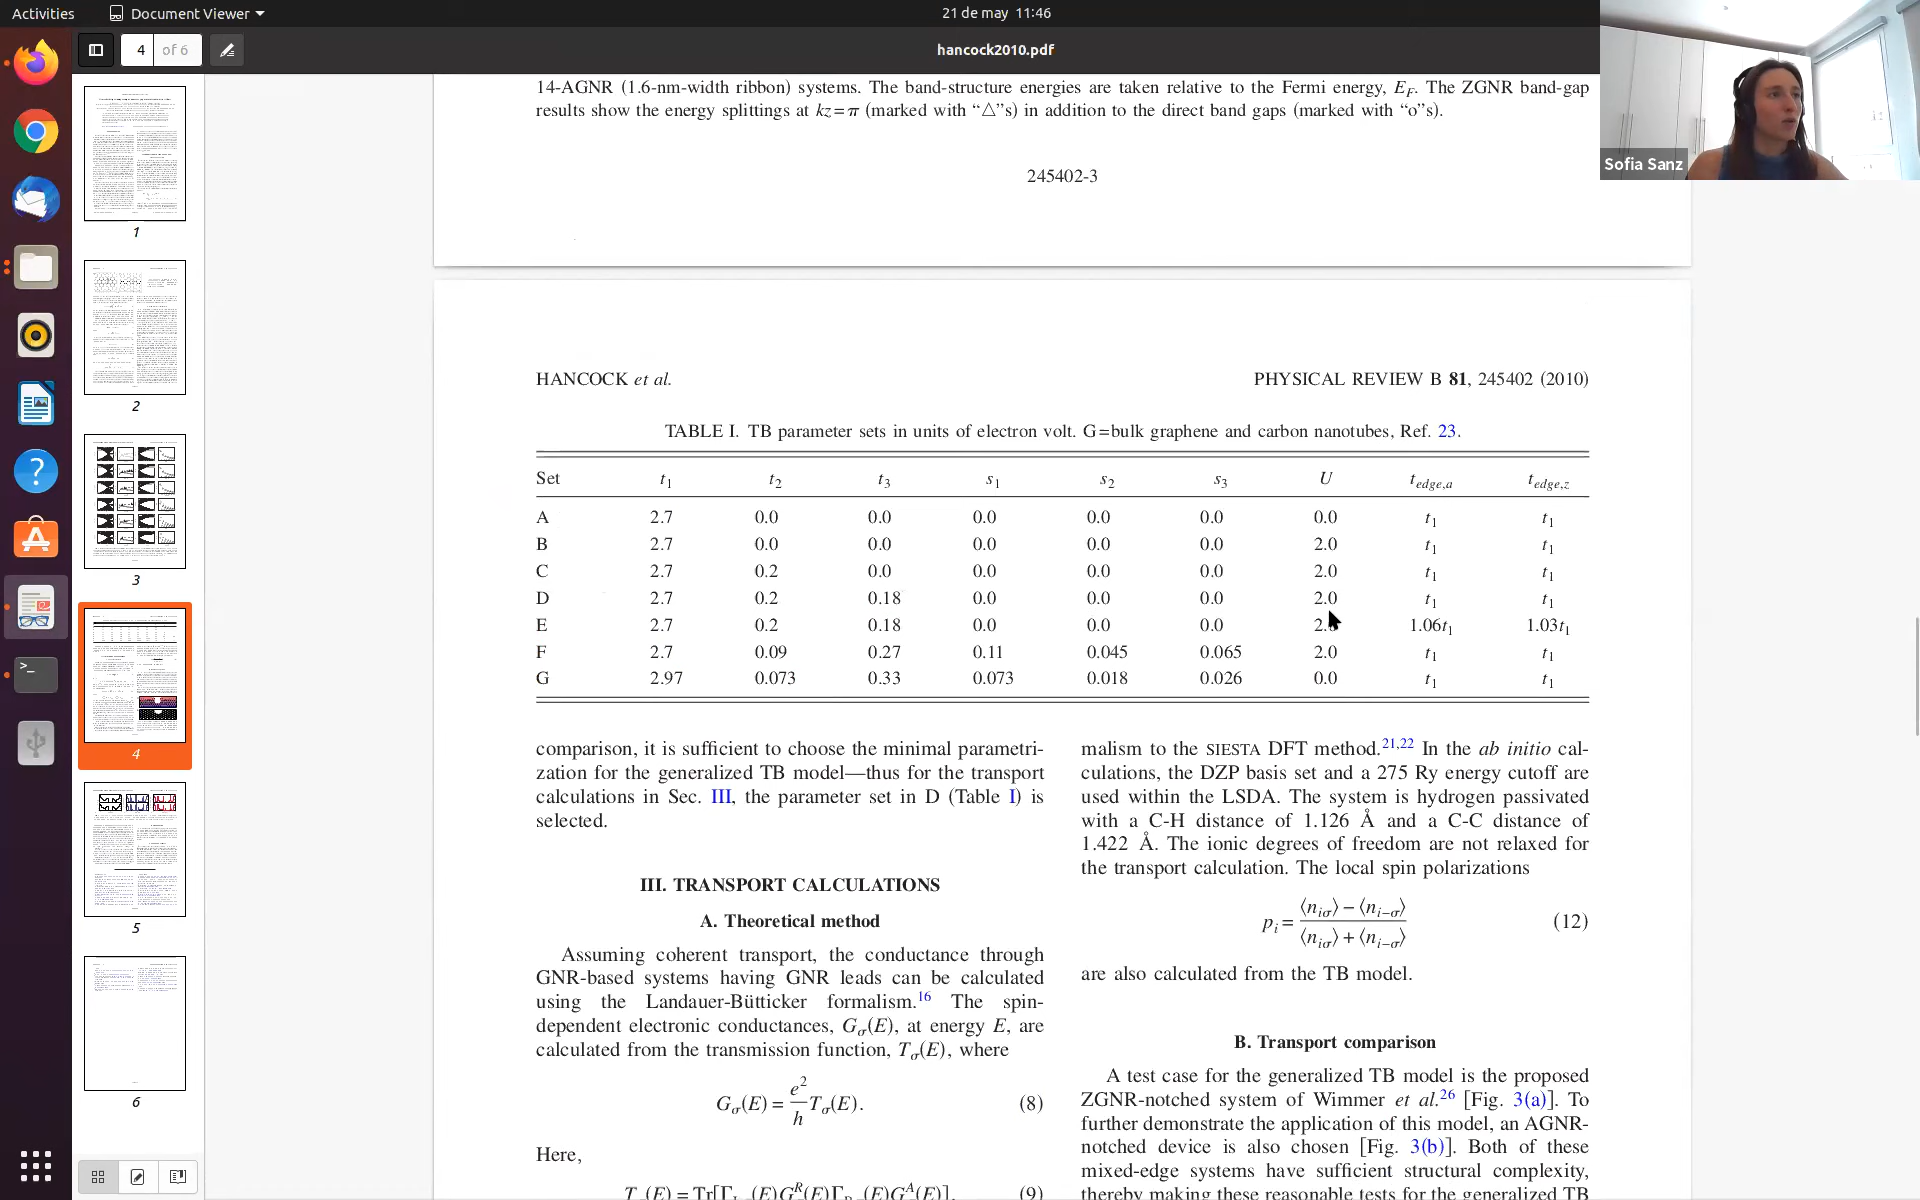 Activities
Document Viewer
21 de may 11:46
4 of 6
hancock2010.pdf
Sofia Sanz
1
2
3
4
5
6
14-AGNR (1.6-nm-width ribbon) systems. The band-structure energies are taken relative to the Fermi energy, E_F. The ZGNR band-gap
results show the energy splittings at kz=π (marked with “△”s) in addition to the direct band gaps (marked with “o”s).
245402-3
HANCOCK et al.
PHYSICAL REVIEW B 81, 245402 (2010)
TABLE I. TB parameter sets in units of electron volt. G=bulk graphene and carbon nanotubes, Ref. 23.
Set t1 t2 t3 s1 s2 s3 U t_edge,a t_edge,z
A 2.7 0.0 0.0 0.0 0.0 0.0 0.0 t1 t1
B 2.7 0.0 0.0 0.0 0.0 0.0 2.0 t1 t1
C 2.7 0.2 0.0 0.0 0.0 0.0 2.0 t1 t1
D 2.7 0.2 0.18 0.0 0.0 0.0 2.0 t1 t1
E 2.7 0.2 0.18 0.0 0.0 0.0 1.06t1 1.03t1
F 2.7 0.09 0.27 0.11 0.045 0.065 2.0 t1 t1
G 2.97 0.073 0.33 0.073 0.018 0.026 0.0 t1 t1
comparison, it is sufficient to choose the minimal parametri-
zation for the generalized TB model—thus for the transport
calculations in Sec. III, the parameter set in D (Table I) is
selected.
III. TRANSPORT CALCULATIONS
A. Theoretical method
Assuming coherent transport, the conductance through
GNR-based systems having GNR leads can be calculated
using the Landauer-Bütticker formalism.16 The spin-
dependent electronic conductances, Gσ(E), at energy E, are
calculated from the transmission function, Tσ(E), where
Gσ(E) = e²/h Tσ(E). (8)
Here,
(9)
malism to the SIESTA DFT method.21,22 In the ab initio cal-
culations, the DZP basis set and a 275 Ry energy cutoff are
used within the LSDA. The system is hydrogen passivated
with a C-H distance of 1.126 Å and a C-C distance of
1.422 Å. The ionic degrees of freedom are not relaxed for
the transport calculation. The local spin polarizations
p_i = (⟨n_iσ⟩ − ⟨n_i−σ⟩) / (⟨n_iσ⟩ + ⟨n_i−σ⟩) (12)
are also calculated from the TB model.
B. Transport comparison
A test case for the generalized TB model is the proposed
ZGNR-notched system of Wimmer et al.26 [Fig. 3(a)]. To
further demonstrate the application of this model, an AGNR-
notched device is also chosen [Fig. 3(b)]. Both of these
mixed-edge systems have sufficient structural complexity,
thereby making these reasonable tests for the generalized TB